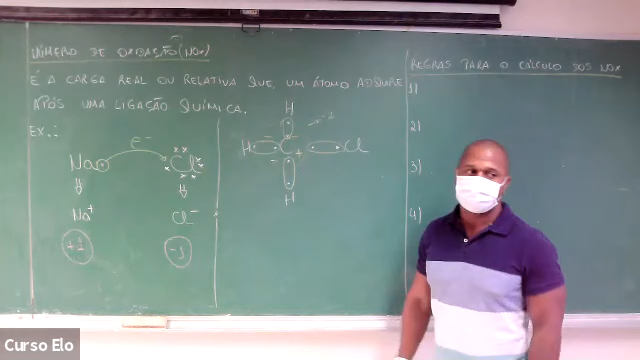 NÚMERO DE OXIDAÇÃO (NOX)
É A CARGA REAL OU RELATIVA QUE UM ÁTOMO ADQUIRE
APÓS UMA LIGAÇÃO QUÍMICA.
EX.:
e⁻
Na Cl
Na⁺ Cl⁻
+1 -1
H
H C Cl
H
REGRAS PARA O CÁLCULO DOS NOX
1)
2)
3)
4)
Curso Elo